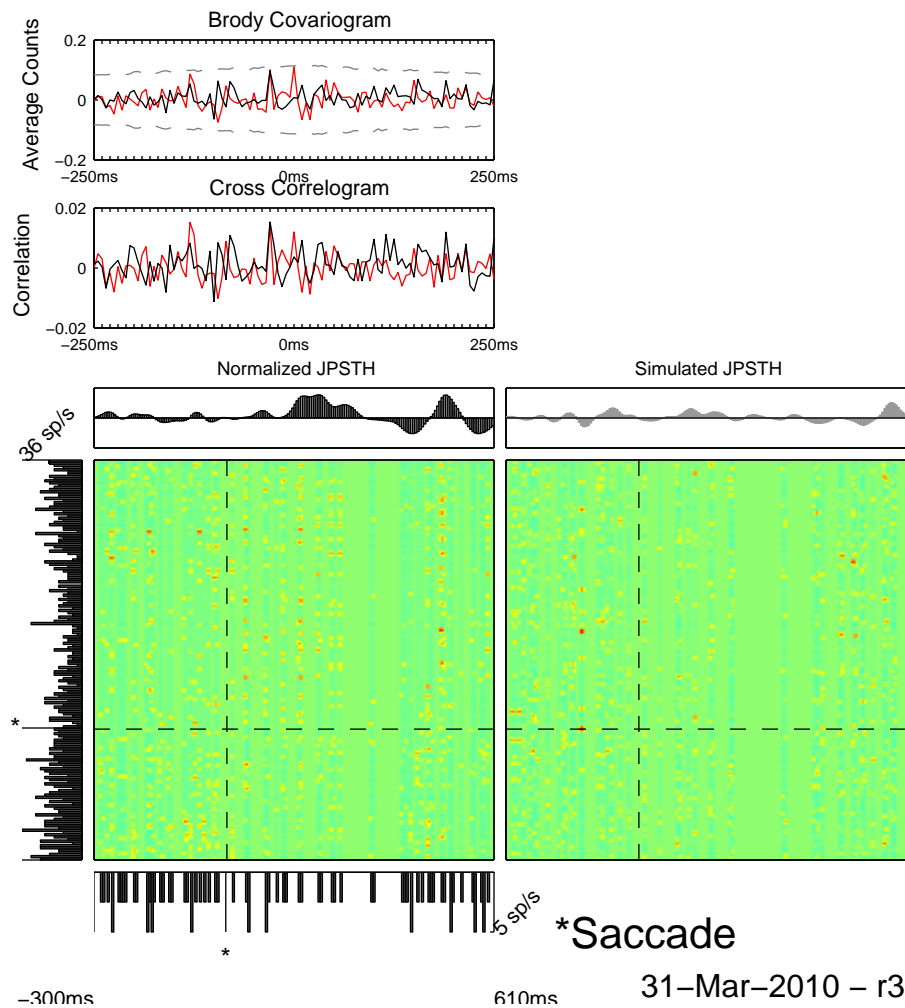 Brody Covariogram
Average Counts
0.2
0
−0.2
−250ms
0ms
250ms
Cross Correlogram
Correlation
0.02
0
−0.02
−250ms
0ms
250ms
Normalized JPSTH
Simulated JPSTH
36 sp/s
*
5 sp/s
*
*Saccade
−300ms
610ms
31−Mar−2010 − r3